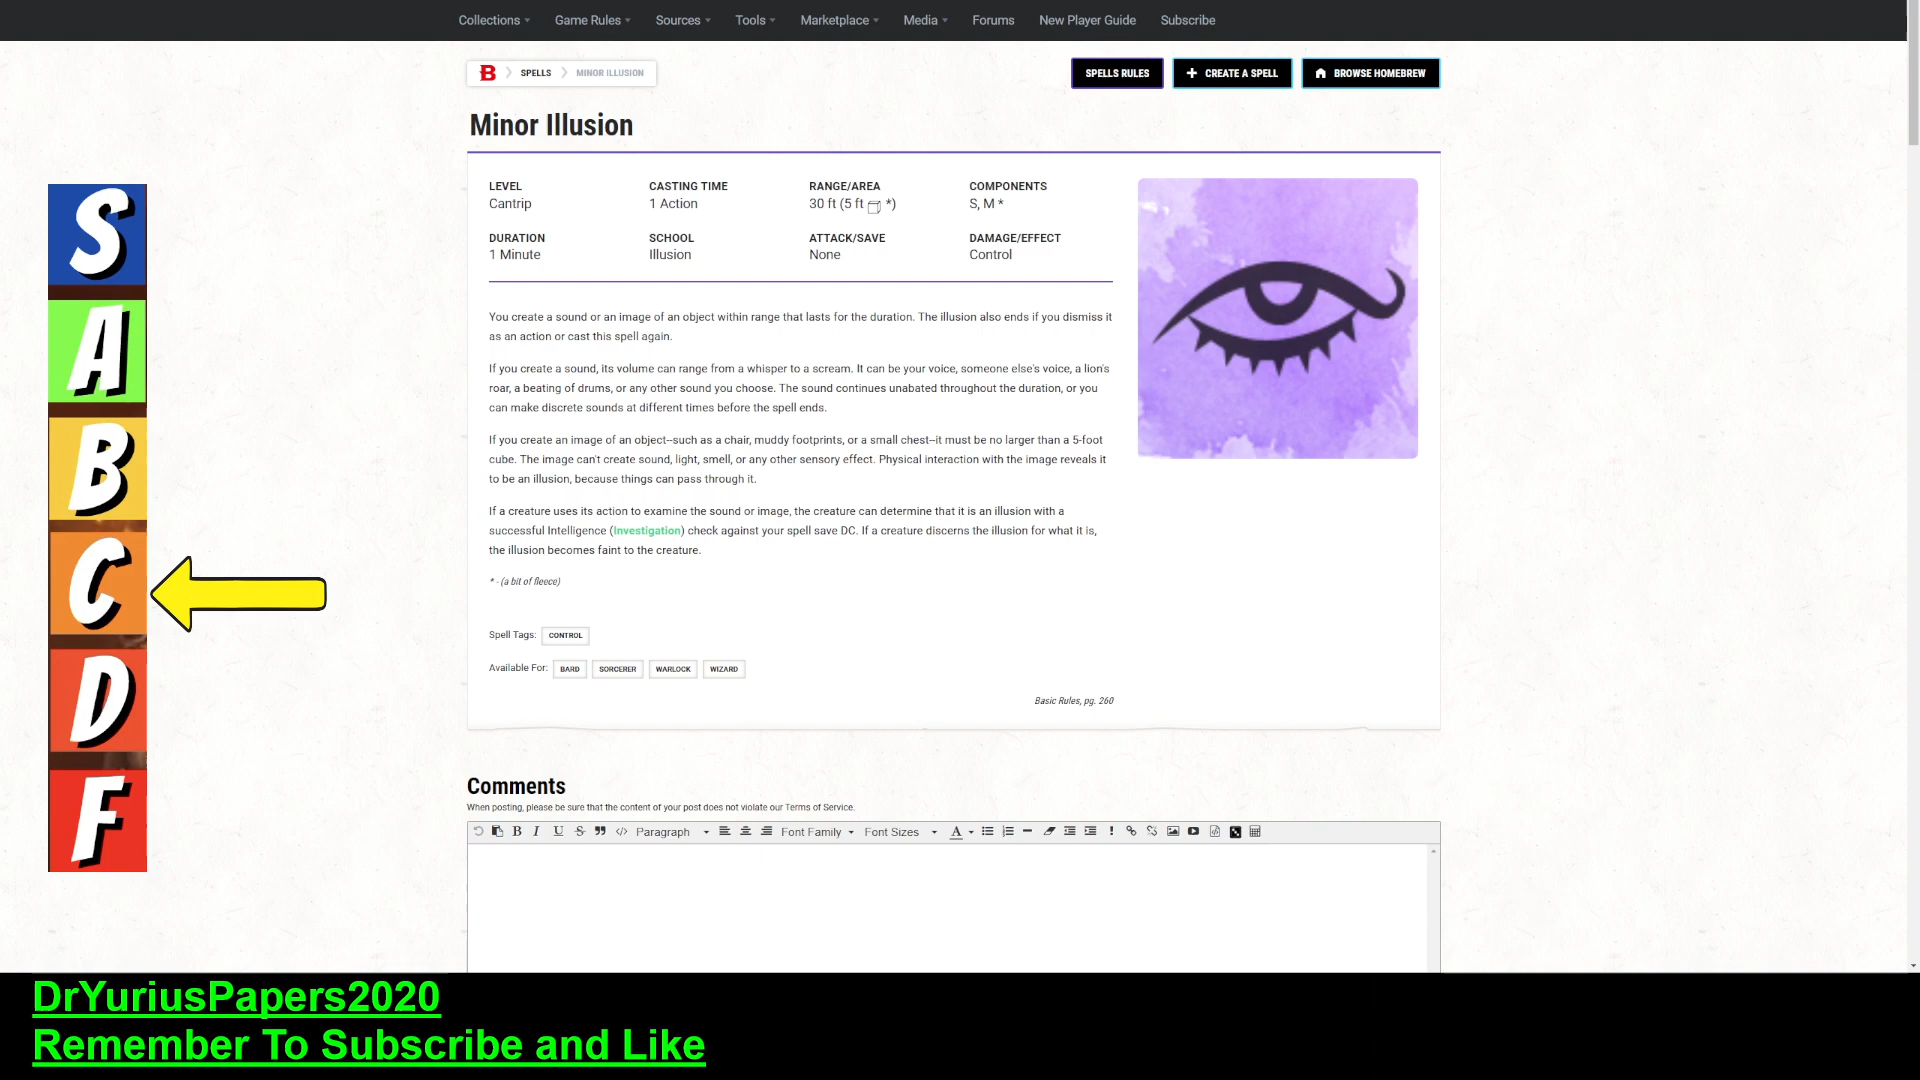 Collections Game Rules Sources Tools Marketplace Media Forums New Player Guide Subscribe
B SPELLS MINOR ILLUSION
SPELLS RULES CREATE A SPELL BROWSE HOMEBREW
Minor Illusion
LEVEL CASTING TIME RANGE/AREA COMPONENTS
Cantrip 1 Action 30 ft (5 ft *) S, M *
DURATION SCHOOL ATTACK/SAVE DAMAGE/EFFECT
1 Minute Illusion None Control
You create a sound or an image of an object within range that lasts for the duration. The illusion also ends if you dismiss it
as an action or cast this spell again.
If you create a sound, its volume can range from a whisper to a scream. It can be your voice, someone else's voice, a lion's
roar, a beating of drums, or any other sound you choose. The sound continues unabated throughout the duration, or you
can make discrete sounds at different times before the spell ends.
If you create an image of an object—such as a chair, muddy footprints, or a small chest—it must be no larger than a 5-foot
cube. The image can't create sound, light, smell, or any other sensory effect. Physical interaction with the image reveals it
to be an illusion, because things can pass through it.
If a creature uses its action to examine the sound or image, the creature can determine that it is an illusion with a
successful Intelligence (Investigation) check against your spell save DC. If a creature discerns the illusion for what it is,
the illusion becomes faint to the creature.
* - (a bit of fleece)
Spell Tags: CONTROL
Available For: BARD SORCERER WARLOCK WIZARD
Basic Rules, pg. 260
Comments
When posting, please be sure that the content of your post does not violate our Terms of Service.
B I U S Paragraph Font Family Font Sizes A
S
A
B
C
D
F
DrYuriusPapers2020
Remember To Subscribe and Like